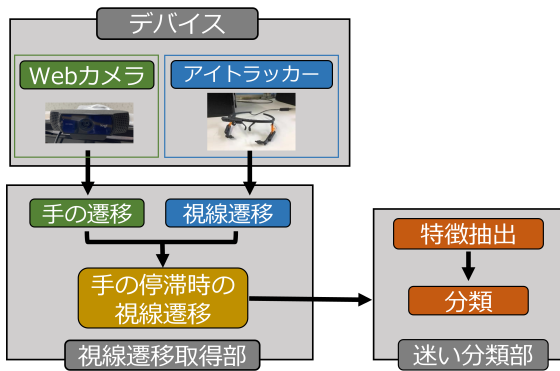 デバイス
Webカメラ
アイトラッカー
手の遷移
視線遷移
手の停滞時の
視線遷移
視線遷移取得部
特徴抽出
分類
迷い分類部